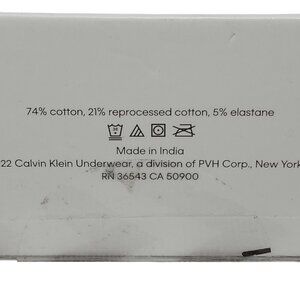 74% cotton, 21% reprocessed cotton, 5% elastane
Made in India
22 Calvin Klein Underwear, a division of PVH Corp., New York
RN 36543 CA 50900